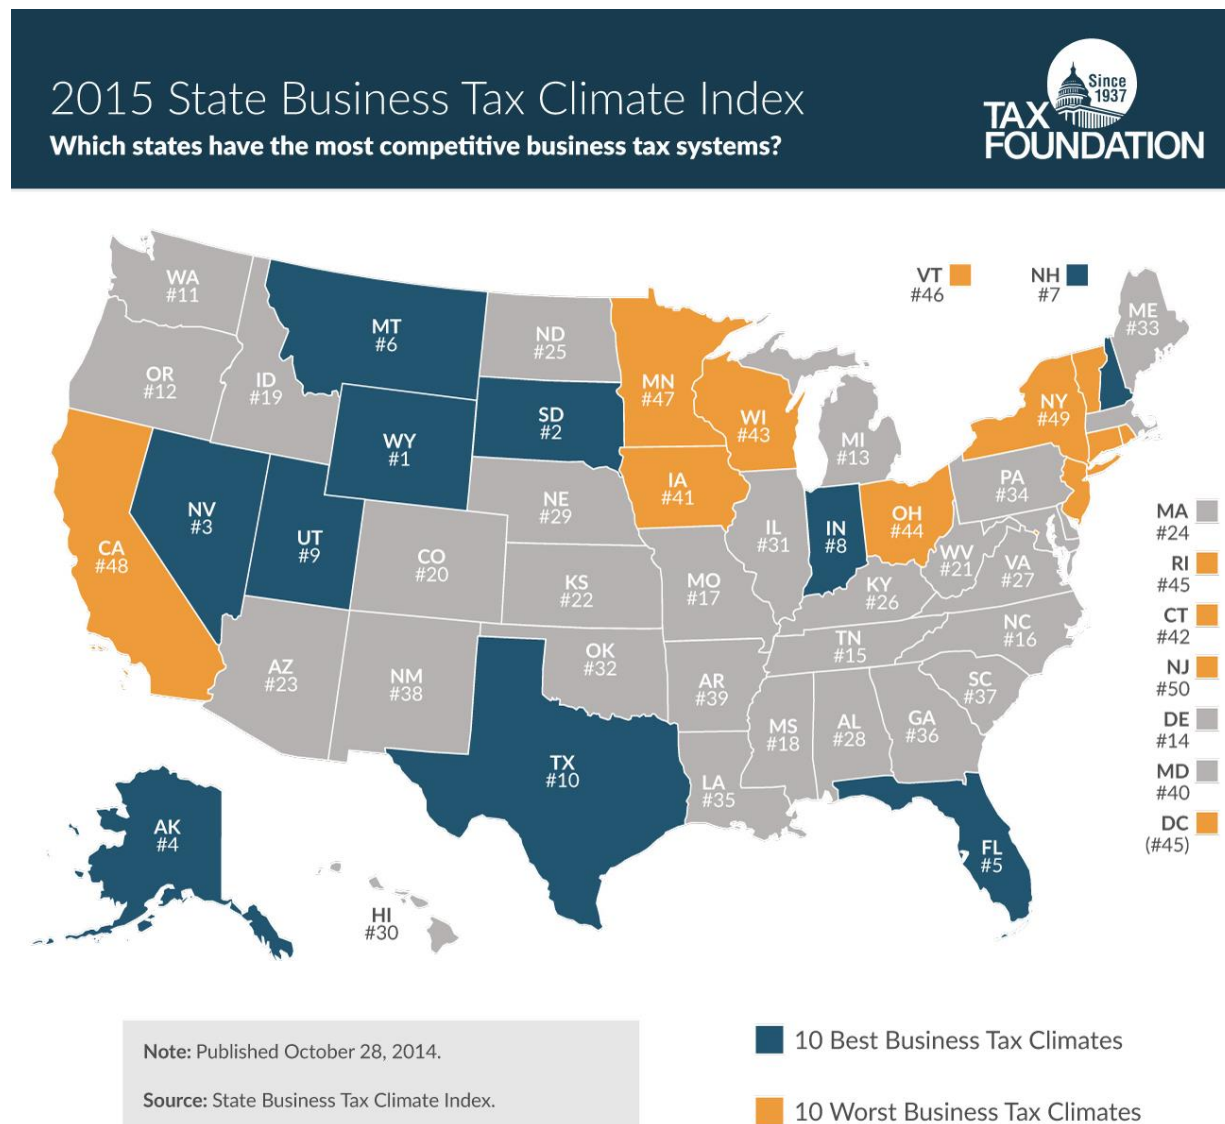 2015 State Business Tax Climate Index
Which states have the most competitive business tax systems?
Since
1937
TAX
FOUNDATION
VT
#46
NH
#7
ME
#33
WA
#11
MT
#6
ND
#25
MN
#47
OR
#12
ID
#19
SD
#2
WI
#43
NY
#49
WY
#1
MI
#13
PA
#34
IA
#41
NE
#29
NV
#3
UT
#9
IL
#31
IN
#8
OH
#44
CA
#48
CO
#20
WV
#21
VA
#27
KS
#22
MO
#17
KY
#26
NC
#16
TN
#15
AZ
#23
NM
#38
OK
#32
AR
#39
SC
#37
MS
#18
AL
#28
GA
#36
TX
#10
LA
#35
AK
#4
FL
#5
HI
#30
MA
#24
RI
#45
CT
#42
NJ
#50
DE
#14
MD
#40
DC
(#45)
Note: Published October 28, 2014.
Source: State Business Tax Climate Index.
10 Best Business Tax Climates
10 Worst Business Tax Climates